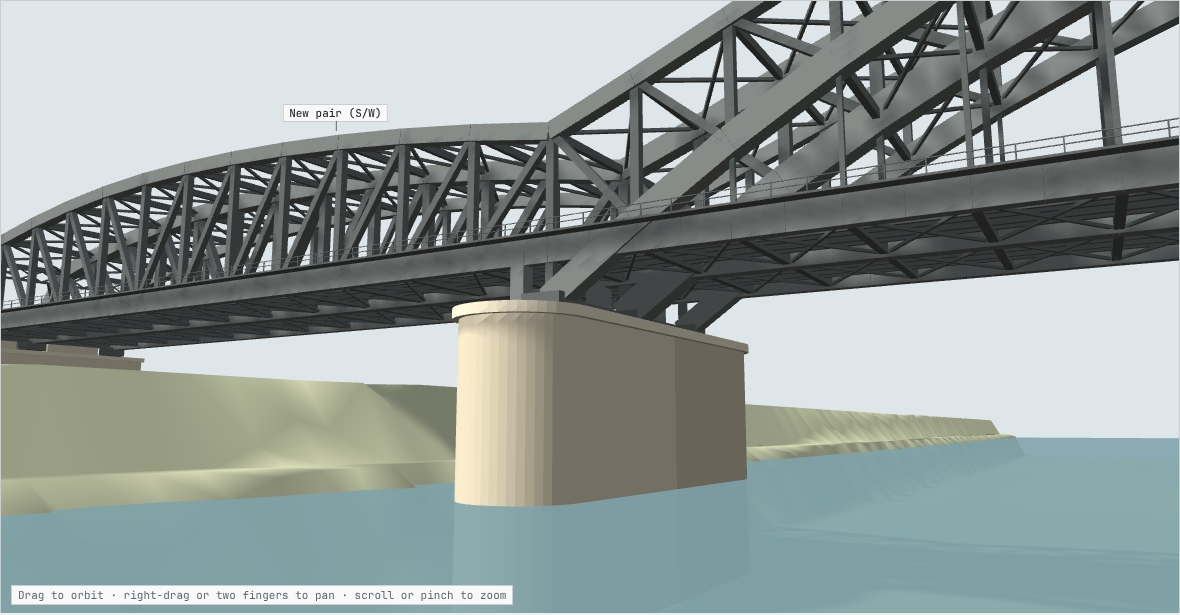 New pair (S/W)
Drag to orbit · right-drag or two fingers to pan · scroll or pinch to zoom